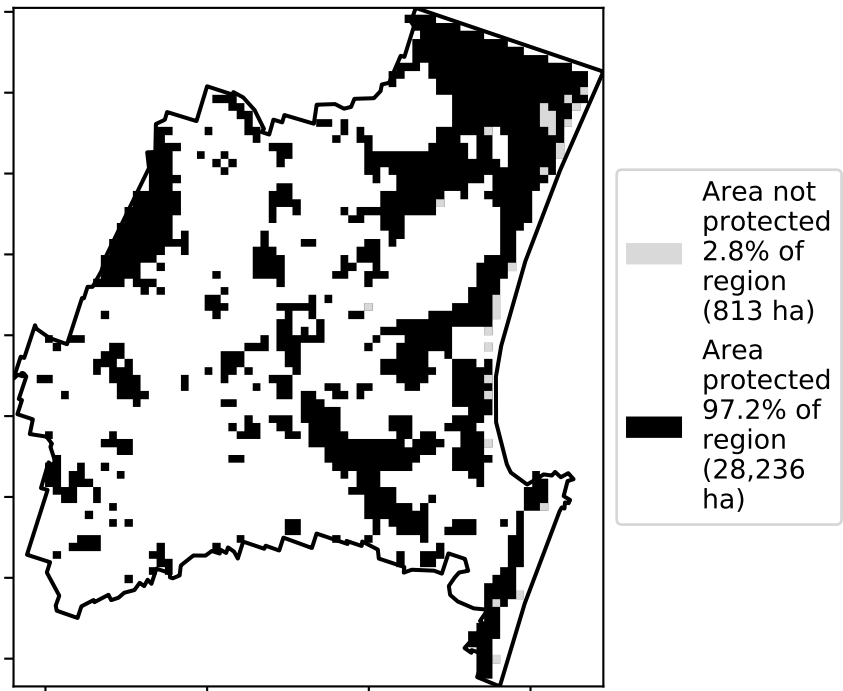 Area not
protected
2.8% of
region
(813 ha)
Area
protected
97.2% of
region
(28,236
ha)